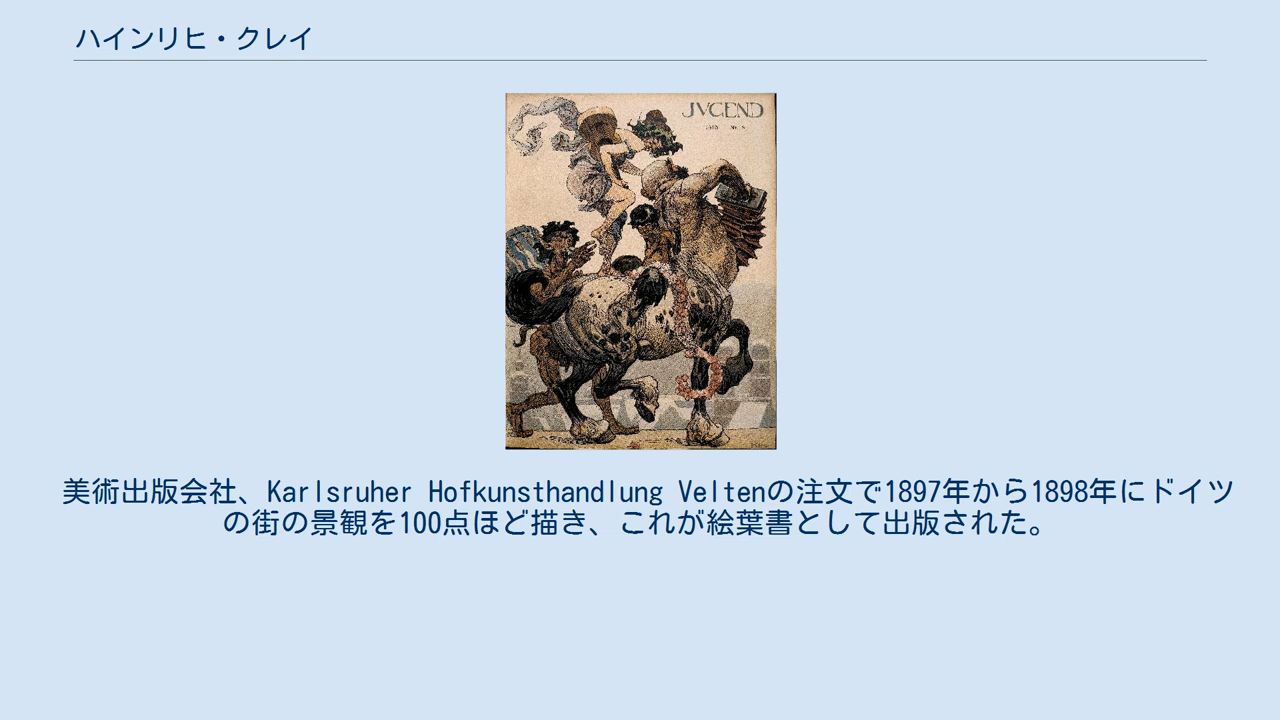 ハインリヒ・クレイ
JVGEND
美術出版会社、Karlsruher Hofkunsthandlung Veltenの注文で1897年から1898年にドイツ
の街の景観を100点ほど描き、これが絵葉書として出版された。